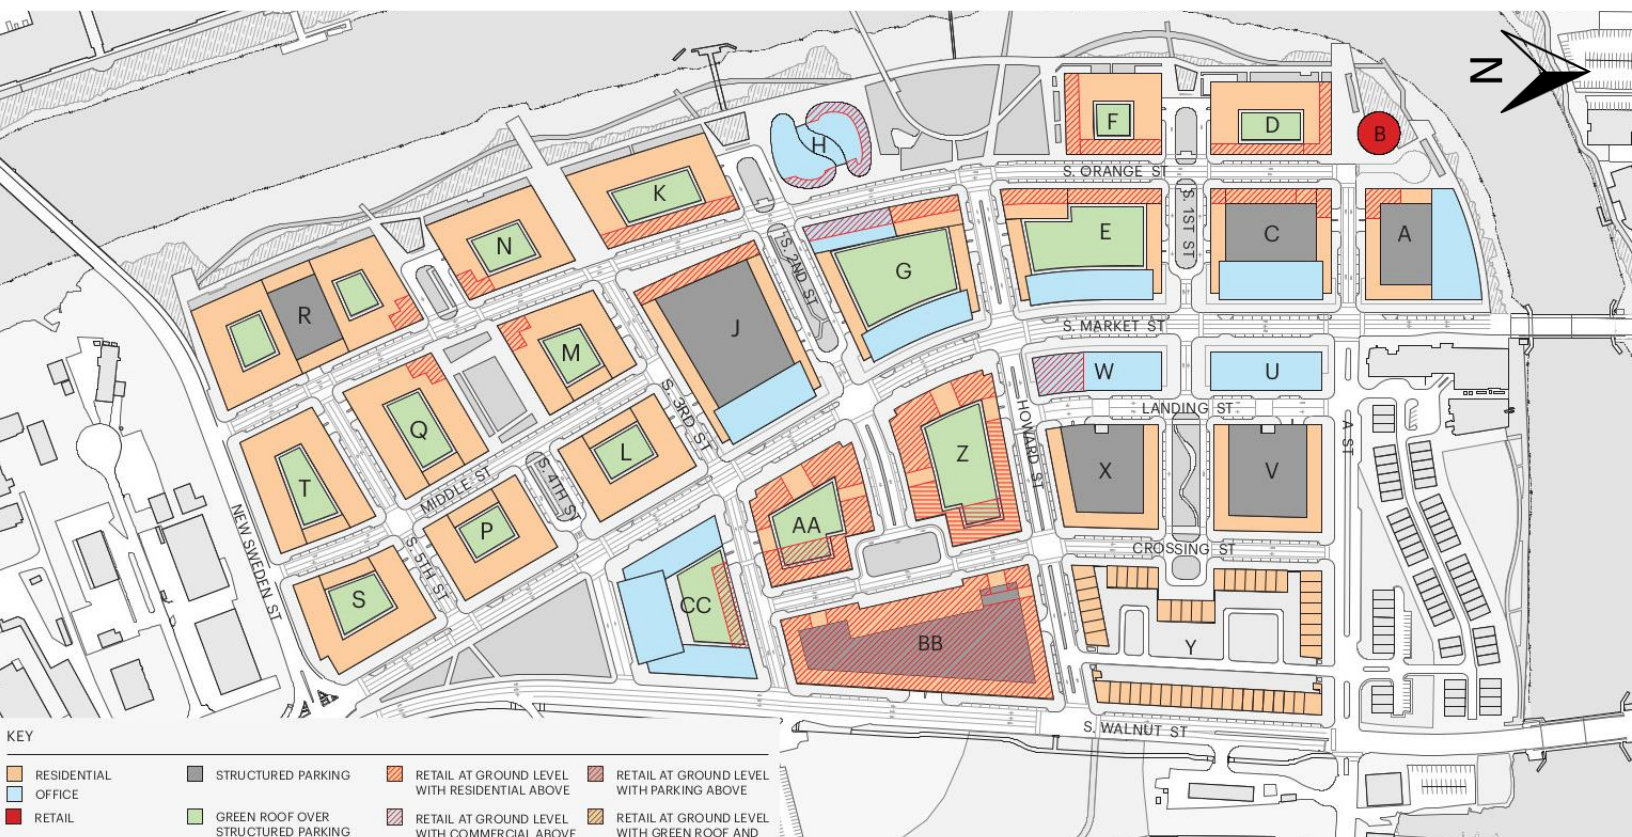 N
F
D
B
H
K
S. ORANGE ST
N
S. 1ST ST
E
C
A
S. 2ND ST
G
R
J
S. MARKET ST
M
W
U
S. 3RD ST
LANDING ST
HOWARD ST
A ST
Q
L
Z
X
V
T
MIDDLE ST
S. 4TH ST
AA
P
NEW SWEDEN ST
S. 5TH ST
CROSSING ST
S
CC
BB
Y
S. WALNUT ST
KEY
RESIDENTIAL
OFFICE
RETAIL
STRUCTURED PARKING
GREEN ROOF OVER
STRUCTURED PARKING
RETAIL AT GROUND LEVEL
WITH RESIDENTIAL ABOVE
RETAIL AT GROUND LEVEL
WITH COMMERCIAL ABOVE
RETAIL AT GROUND LEVEL
WITH PARKING ABOVE
RETAIL AT GROUND LEVEL
WITH GREEN ROOF AND